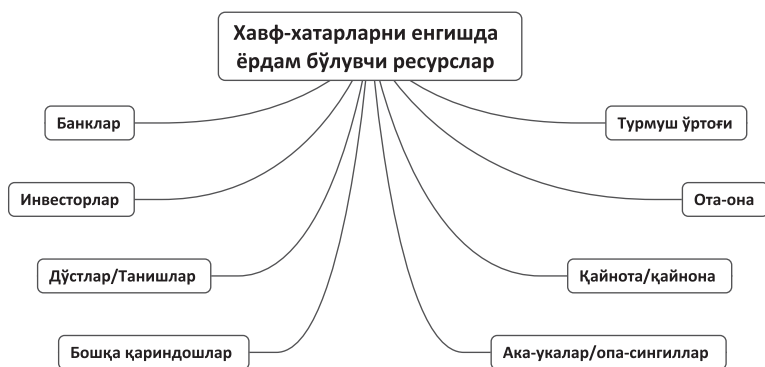 Хавф-хатарларни енгишда
ёрдам бўлувчи ресурслар
Банклар
Турмуш ўртоғи
Инвесторлар
Ота-она
Дўстлар/Танишлар
Қайнота/қайнона
Бошқа қариндошлар
Ака-укалар/опа-сингиллар